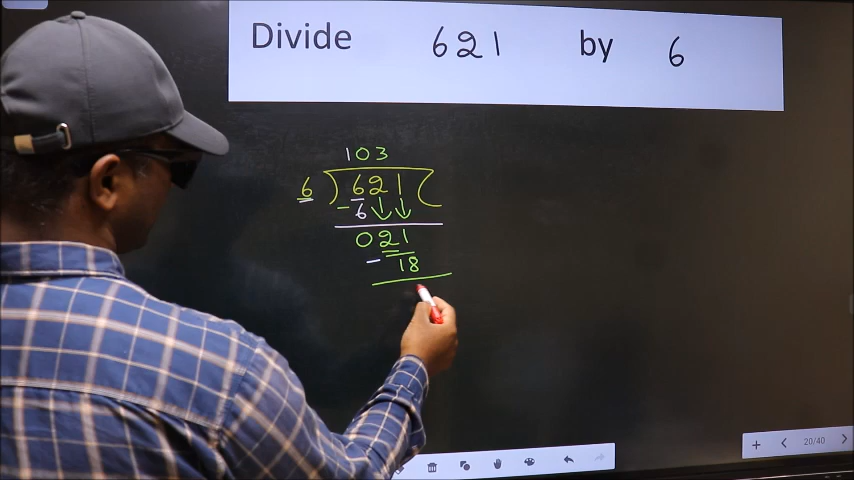 Divide 621 by 6
103
6 ) 621 (
- 6 ↓ ↓
021
- 18
+ < 20/40 >